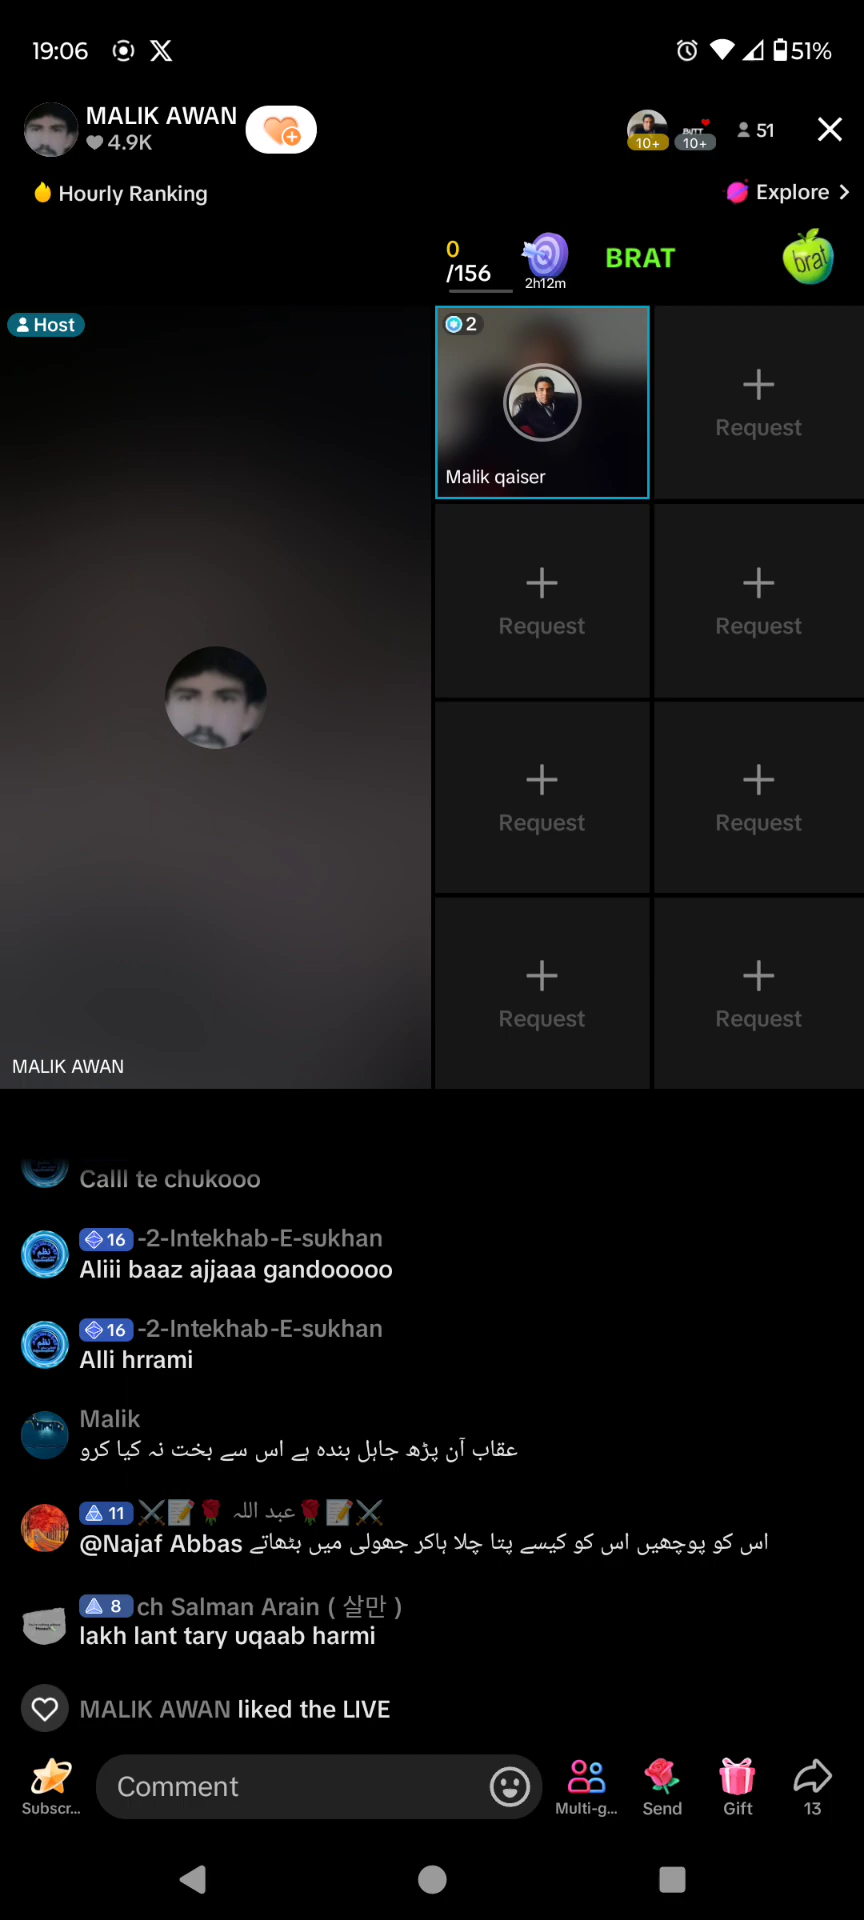 19:06
51%
MALIK AWAN
4.9K
10+
10+
51
Hourly Ranking
Explore
0
/156
2h12m
BRAT
brat
Host
2
Malik qaiser
Request
Request
Request
Request
Request
Request
Request
MALIK AWAN
Calll te chukooo
16 -2-Intekhab-E-sukhan
Aliii baaz ajjaaa gandooooo
16 -2-Intekhab-E-sukhan
Alli hrrami
Malik
عقاب آن پڑھ جاہل بندہ ہے اس سے بخت نہ کیا کرو
11 ⚔📝🌹 عبد اللہ 🌹📝⚔
@Najaf Abbas اس کو پوچھیں اس کو کیسے پتا چلا ہاکر جھولی میں بٹھاتے
8 ch Salman Arain ( 살만 )
lakh lant tary uqaab harmi
MALIK AWAN liked the LIVE
Comment
Subscr...
Multi-g...
Send
Gift
13